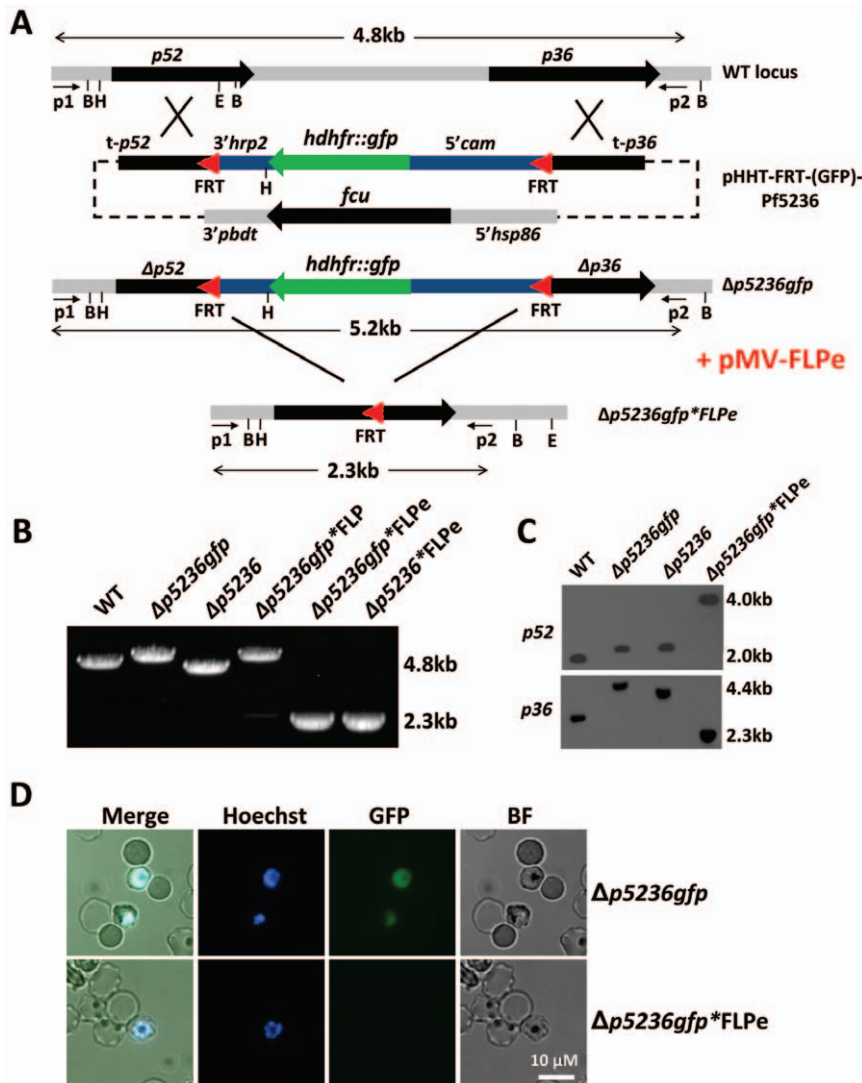 A
4.8kb
p52
p36
WT locus
p1
B
H
E
B
p2
B
t-p52
3'hrp2
hdhfr::gfp
5'cam
t-p36
FRT
H
FRT
pHHT-FRT-(GFP)-
Pf5236
fcu
3'pbdt
5'hsp86
Δp52
hdhfr::gfp
Δp36
Δp5236gfp
p1
B
H
FRT
H
FRT
p2
B
5.2kb
+ pMV-FLPe
Δp5236gfp*FLPe
p1
B
H
FRT
p2
B
E
2.3kb
B
WT
Δp5236gfp
Δp5236
Δp5236gfp*FLP
Δp5236gfp*FLPe
Δp5236*FLPe
4.8kb
2.3kb
C
WT
Δp5236gfp
Δp5236
Δp5236gfp*FLPe
p52
4.0kb
2.0kb
p36
4.4kb
2.3kb
D
Merge
Hoechst
GFP
BF
Δp5236gfp
Δp5236gfp*FLPe
10 μM